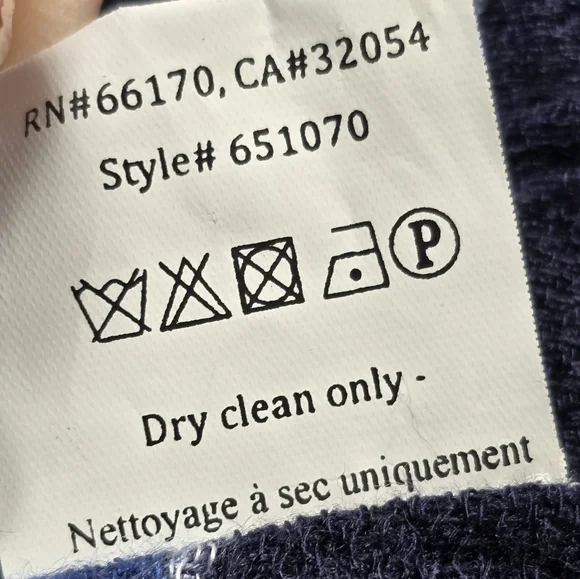 RN#66170, CA#32054
Style# 651070
P
Dry clean only -
Nettoyage à sec uniquement